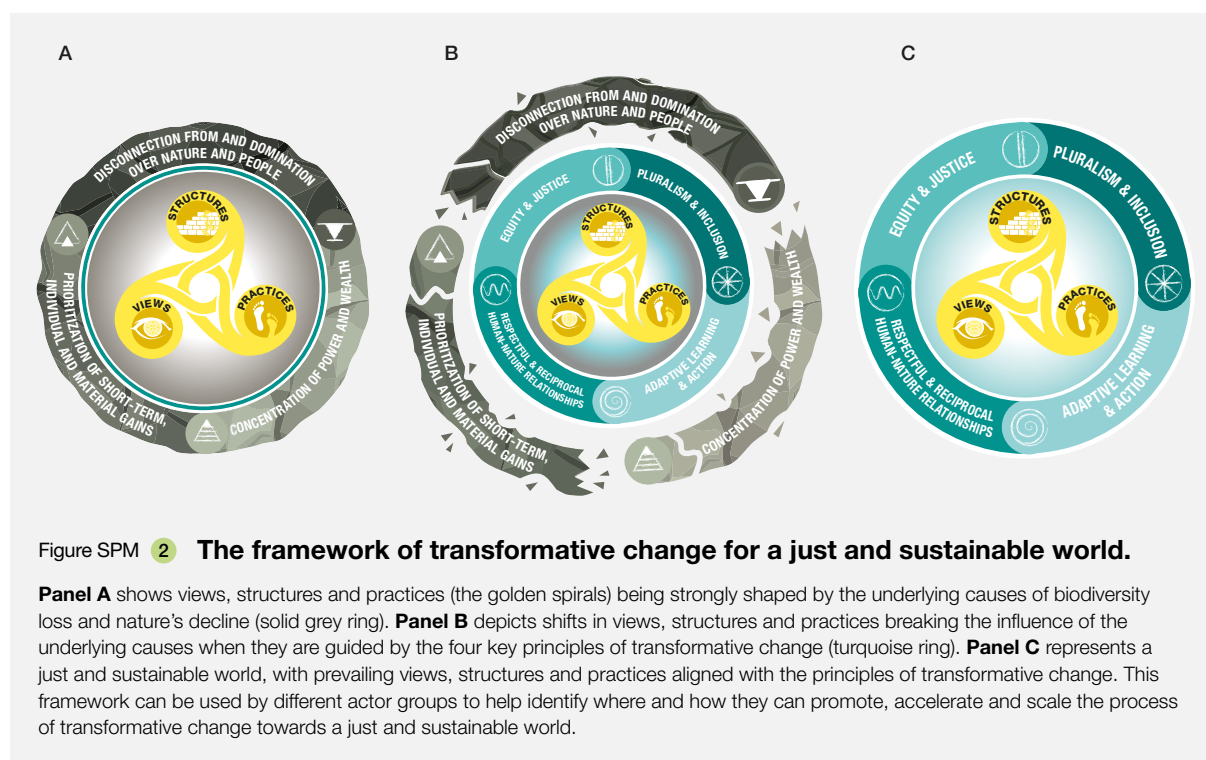 A
DISCONNECTION FROM AND DOMINATION
OVER NATURE AND PEOPLE
STRUCTURES
VIEWS
PRACTICES
PRIORITIZATION OF SHORT-TERM,
INDIVIDUAL AND MATERIAL GAINS
CONCENTRATION OF POWER AND WEALTH
B
DISCONNECTION FROM AND DOMINATION
OVER NATURE AND PEOPLE
EQUITY & JUSTICE
PLURALISM & INCLUSION
STRUCTURES
VIEWS
PRACTICES
RESPECTFUL & RECIPROCAL
HUMAN-NATURE RELATIONSHIPS
ADAPTIVE LEARNING
& ACTION
PRIORITIZATION OF SHORT-TERM,
INDIVIDUAL AND MATERIAL GAINS
CONCENTRATION OF POWER AND WEALTH
C
EQUITY & JUSTICE
PLURALISM & INCLUSION
STRUCTURES
VIEWS
PRACTICES
RESPECTFUL & RECIPROCAL
HUMAN-NATURE RELATIONSHIPS
ADAPTIVE LEARNING
& ACTION
Figure SPM 2 The framework of transformative change for a just and sustainable world.
Panel A shows views, structures and practices (the golden spirals) being strongly shaped by the underlying causes of biodiversity
loss and nature's decline (solid grey ring). Panel B depicts shifts in views, structures and practices breaking the influence of the
underlying causes when they are guided by the four key principles of transformative change (turquoise ring). Panel C represents a
just and sustainable world, with prevailing views, structures and practices aligned with the principles of transformative change. This
framework can be used by different actor groups to help identify where and how they can promote, accelerate and scale the process
of transformative change towards a just and sustainable world.